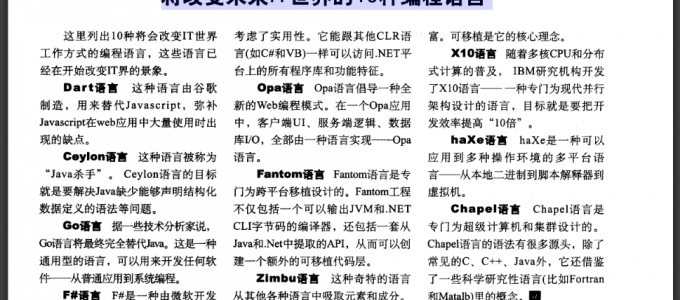 将改变未来IT世界的10种编程语言
这里列出10种将会改变IT世界
工作方式的编程语言，这些语言已
经在开始改变IT界的景象。
Dart语言 这种语言由谷歌
制造，用来替代Javascript，弥补
Javascript在web应用中大量使用时出
现的缺点。
Ceylon语言 这种语言被称为
“Java杀手”。 Ceylon语言的目标
就是要解决Java缺少能够声明结构化
数据定义的语法等问题。
Go语言 据一些技术分析家说，
Go语言将最终完全替代Java。这是一种
通用型的语言，可以用来开发任何软
件——从普通应用到系统编程。
F#语言 F#是一种由微软开发
考虑了实用性。它能跟其他CLR语
言(如C#和VB)一样可以访问.NET平
台上的所有程序库和功能特征。
Opa语言 Opa语言倡导一种全
新的Web编程模式。在一个Opa应用
中，客户端UI、服务端逻辑、数据
库I/O，全部由一种语言实现——Opa
语言。
Fantom语言 Fantom语言是专
门为跨平台移植设计的。Fantom工程
不仅包括一个可以输出JVM和.NET
CLI字节码的编译器，还包括一套从
Java和.Net中提取的API，从而可以创
建一个额外的可移植代码层。
Zimbu语言 这种奇特的语言
从其他各种语言中吸取元素和成分。
富。可移植是它的核心理念。
X10语言 随着多核CPU和分布
式计算的普及， IBM研究机构开发
了X10语言—— 一种专门为现代并行
架构设计的语言，目标就是要把开
发效率提高“10倍”。
haXe语言 haXe是一种可以
应用到多种操作环境的多平台语
言——从本地二进制到脚本解释器到
虚拟机。
Chapel语言 Chapel语言是
专门为超级计算机和集群设计的。
Chapel语言的语法有很多源头，除了
常见的C、C++、Java外，它还借鉴
了一些科学研究性语言(比如Fortran
和Matalb)里的概念。